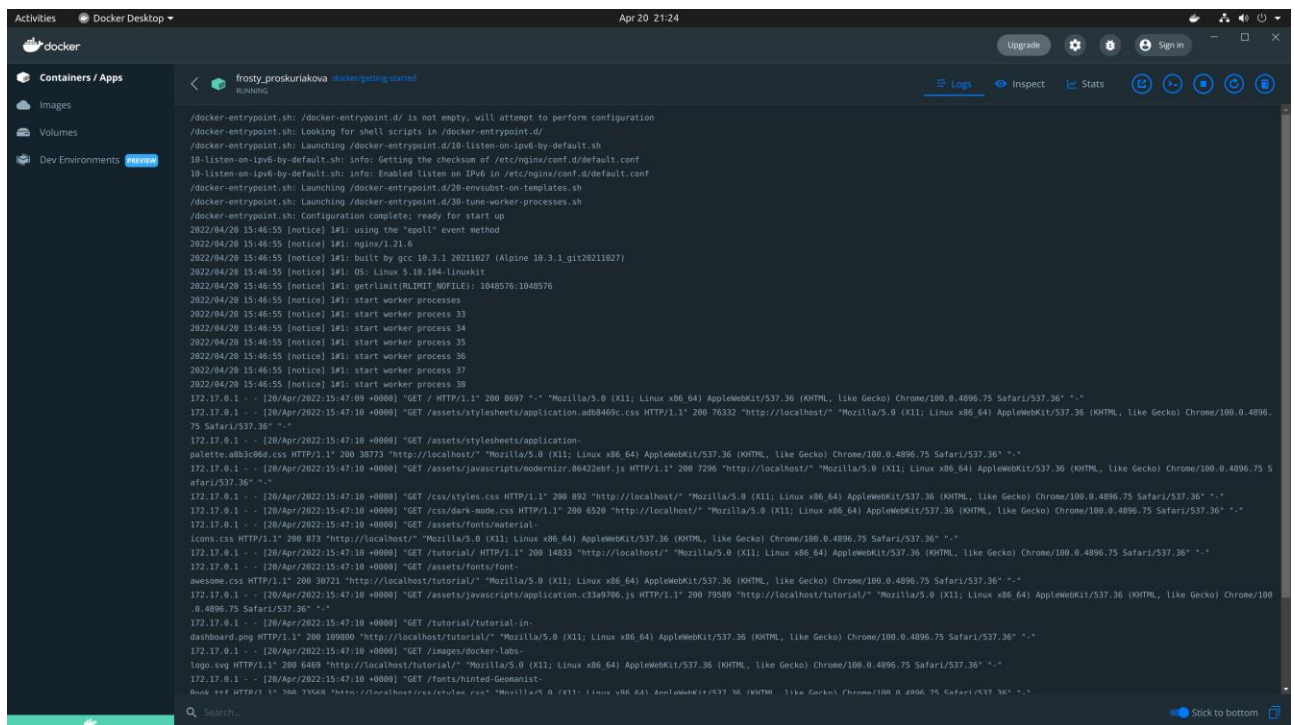 Activities Docker Desktop Apr 20 21:24
docker Upgrade Sign in
Containers / Apps
Images
Volumes
Dev Environments PREVIEW
frosty_proskuriakova docker/getting-started
RUNNING
Logs Inspect Stats
/docker-entrypoint.sh: /docker-entrypoint.d/ is not empty, will attempt to perform configuration
/docker-entrypoint.sh: Looking for shell scripts in /docker-entrypoint.d/
/docker-entrypoint.sh: Launching /docker-entrypoint.d/10-listen-on-ipv6-by-default.sh
10-listen-on-ipv6-by-default.sh: info: Getting the checksum of /etc/nginx/conf.d/default.conf
10-listen-on-ipv6-by-default.sh: info: Enabled listen on IPv6 in /etc/nginx/conf.d/default.conf
/docker-entrypoint.sh: Launching /docker-entrypoint.d/20-envsubst-on-templates.sh
/docker-entrypoint.sh: Launching /docker-entrypoint.d/30-tune-worker-processes.sh
/docker-entrypoint.sh: Configuration complete; ready for start up
2022/04/20 15:46:55 [notice] 1#1: using the "epoll" event method
2022/04/20 15:46:55 [notice] 1#1: nginx/1.21.6
2022/04/20 15:46:55 [notice] 1#1: built by gcc 10.3.1 20211027 (Alpine 10.3.1_git20211027)
2022/04/20 15:46:55 [notice] 1#1: OS: Linux 5.10.104-linuxkit
2022/04/20 15:46:55 [notice] 1#1: getrlimit(RLIMIT_NOFILE): 1048576:1048576
2022/04/20 15:46:55 [notice] 1#1: start worker processes
2022/04/20 15:46:55 [notice] 1#1: start worker process 33
2022/04/20 15:46:55 [notice] 1#1: start worker process 34
2022/04/20 15:46:55 [notice] 1#1: start worker process 35
2022/04/20 15:46:55 [notice] 1#1: start worker process 36
2022/04/20 15:46:55 [notice] 1#1: start worker process 37
2022/04/20 15:46:55 [notice] 1#1: start worker process 38
172.17.0.1 - - [20/Apr/2022:15:47:09 +0000] "GET / HTTP/1.1" 200 8697 "-" "Mozilla/5.0 (X11; Linux x86_64) AppleWebKit/537.36 (KHTML, like Gecko) Chrome/100.0.4896.75 Safari/537.36" "-"
172.17.0.1 - - [20/Apr/2022:15:47:10 +0000] "GET /assets/stylesheets/application.adb8469c.css HTTP/1.1" 200 76332 "http://localhost/" "Mozilla/5.0 (X11; Linux x86_64) AppleWebKit/537.36 (KHTML, like Gecko) Chrome/100.0.4896.
75 Safari/537.36" "-"
172.17.0.1 - - [20/Apr/2022:15:47:10 +0000] "GET /assets/stylesheets/application-
palette.a8b3c06d.css HTTP/1.1" 200 38773 "http://localhost/" "Mozilla/5.0 (X11; Linux x86_64) AppleWebKit/537.36 (KHTML, like Gecko) Chrome/100.0.4896.75 Safari/537.36" "-"
172.17.0.1 - - [20/Apr/2022:15:47:10 +0000] "GET /assets/javascripts/modernizr.86422ebf.js HTTP/1.1" 200 7296 "http://localhost/" "Mozilla/5.0 (X11; Linux x86_64) AppleWebKit/537.36 (KHTML, like Gecko) Chrome/100.0.4896.75 S
afari/537.36" "-"
172.17.0.1 - - [20/Apr/2022:15:47:10 +0000] "GET /css/styles.css HTTP/1.1" 200 892 "http://localhost/" "Mozilla/5.0 (X11; Linux x86_64) AppleWebKit/537.36 (KHTML, like Gecko) Chrome/100.0.4896.75 Safari/537.36" "-"
172.17.0.1 - - [20/Apr/2022:15:47:10 +0000] "GET /css/dark-mode.css HTTP/1.1" 200 6520 "http://localhost/" "Mozilla/5.0 (X11; Linux x86_64) AppleWebKit/537.36 (KHTML, like Gecko) Chrome/100.0.4896.75 Safari/537.36" "-"
172.17.0.1 - - [20/Apr/2022:15:47:10 +0000] "GET /assets/fonts/material-
icons.css HTTP/1.1" 200 873 "http://localhost/" "Mozilla/5.0 (X11; Linux x86_64) AppleWebKit/537.36 (KHTML, like Gecko) Chrome/100.0.4896.75 Safari/537.36" "-"
172.17.0.1 - - [20/Apr/2022:15:47:10 +0000] "GET /tutorial/ HTTP/1.1" 200 14833 "http://localhost/" "Mozilla/5.0 (X11; Linux x86_64) AppleWebKit/537.36 (KHTML, like Gecko) Chrome/100.0.4896.75 Safari/537.36" "-"
172.17.0.1 - - [20/Apr/2022:15:47:10 +0000] "GET /assets/fonts/font-
awesome.css HTTP/1.1" 200 30721 "http://localhost/tutorial/" "Mozilla/5.0 (X11; Linux x86_64) AppleWebKit/537.36 (KHTML, like Gecko) Chrome/100.0.4896.75 Safari/537.36" "-"
172.17.0.1 - - [20/Apr/2022:15:47:10 +0000] "GET /assets/javascripts/application.c33a9706.js HTTP/1.1" 200 79589 "http://localhost/tutorial/" "Mozilla/5.0 (X11; Linux x86_64) AppleWebKit/537.36 (KHTML, like Gecko) Chrome/100
.0.4896.75 Safari/537.36" "-"
172.17.0.1 - - [20/Apr/2022:15:47:10 +0000] "GET /tutorial/tutorial-in-
dashboard.png HTTP/1.1" 200 109800 "http://localhost/tutorial/" "Mozilla/5.0 (X11; Linux x86_64) AppleWebKit/537.36 (KHTML, like Gecko) Chrome/100.0.4896.75 Safari/537.36" "-"
172.17.0.1 - - [20/Apr/2022:15:47:10 +0000] "GET /images/docker-labs-
logo.svg HTTP/1.1" 200 6469 "http://localhost/tutorial/" "Mozilla/5.0 (X11; Linux x86_64) AppleWebKit/537.36 (KHTML, like Gecko) Chrome/100.0.4896.75 Safari/537.36" "-"
172.17.0.1 - - [20/Apr/2022:15:47:10 +0000] "GET /fonts/hinted-Geomanist-
Book.ttf HTTP/1.1" 200 73568 "http://localhost/css/styles.css" "Mozilla/5.0 (X11; Linux x86_64) AppleWebKit/537.36 (KHTML, like Gecko) Chrome/100.0.4896.75 Safari/537.36" "-"
Search... Stick to bottom